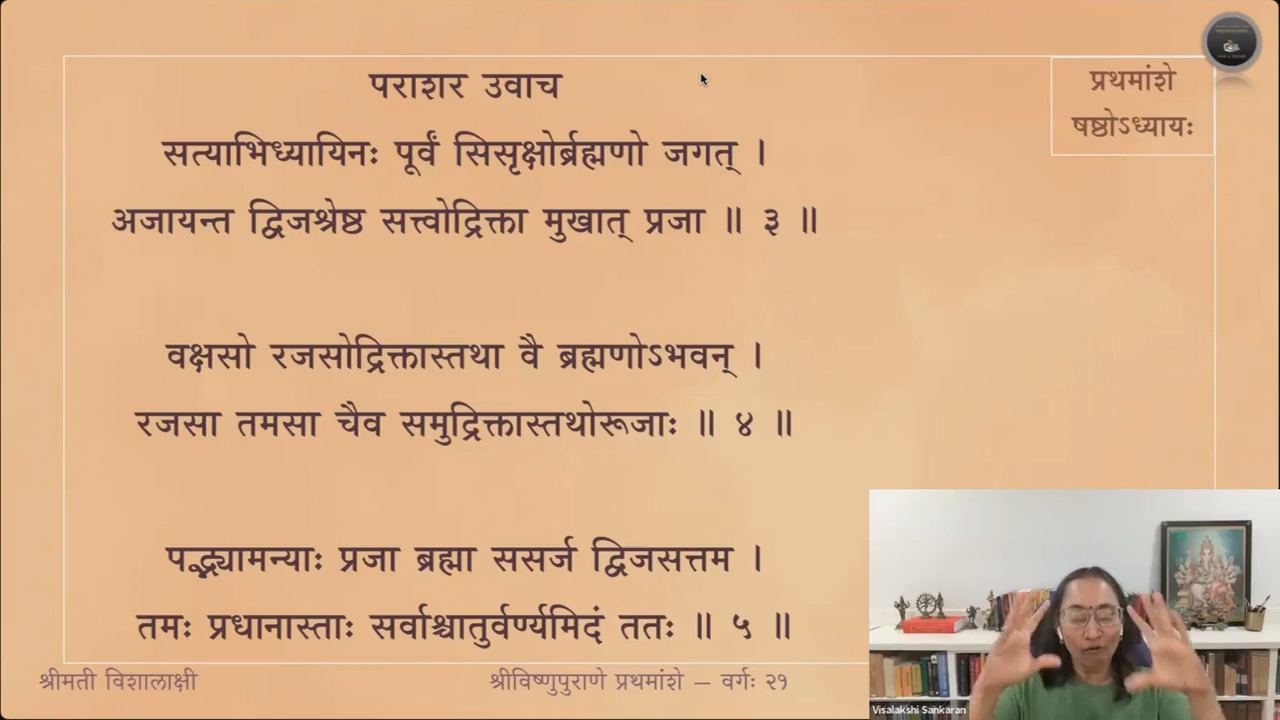 पराशर उवाच
प्रथमांशे
षष्ठोऽध्यायः
सत्याभिध्यायिनः पूर्वं सिसृक्षोर्ब्रह्मणो जगत् ।
अजायन्त द्विजश्रेष्ठ सत्त्वोद्रिक्ता मुखात् प्रजा ॥ ३ ॥
वक्षसो रजसोद्रिक्तास्तथा वै ब्रह्मणोऽभवन् ।
रजसा तमसा चैव समुद्रिक्तास्तथोरूजाः ॥ ४ ॥
पद्भ्यामन्याः प्रजा ब्रह्मा ससर्ज द्विजसत्तम ।
तमः प्रधानास्ताः सर्वाश्चातुर्वर्ण्यमिदं ततः ॥ ५ ॥
श्रीमती विशालाक्षी
श्रीविष्णुपुराणे प्रथमांशे – वर्गः २१
Visalakshi Sankaran